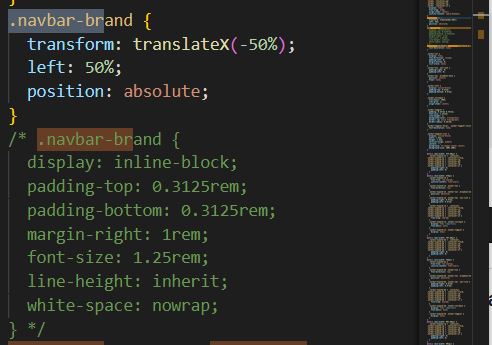 }
.navbar-brand {
transform: translateX(-50%);
left: 50%;
position: absolute;
}
/* .navbar-brand {
display: inline-block;
padding-top: 0.3125rem;
padding-bottom: 0.3125rem;
margin-right: 1rem;
font-size: 1.25rem;
line-height: inherit;
white-space: nowrap;
} */